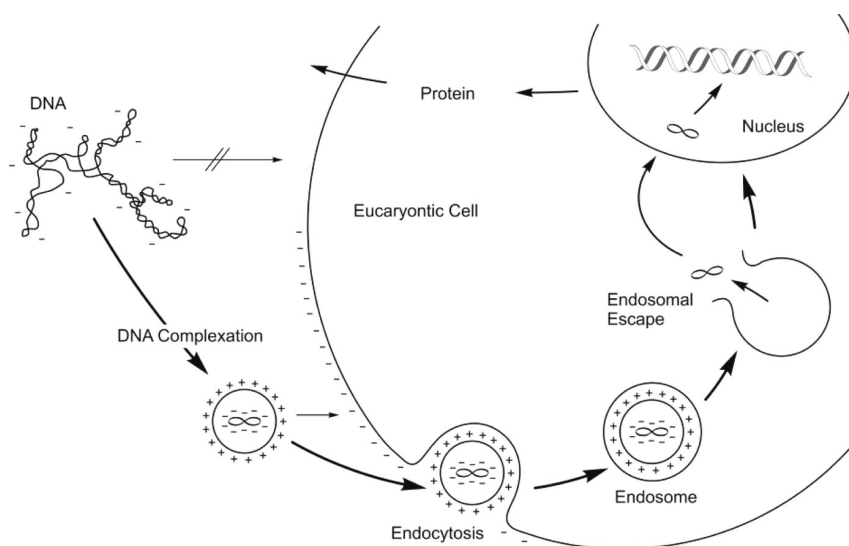 DNA
Protein
Nucleus
Eucaryontic Cell
Endosomal
Escape
DNA Complexation
Endosome
Endocytosis